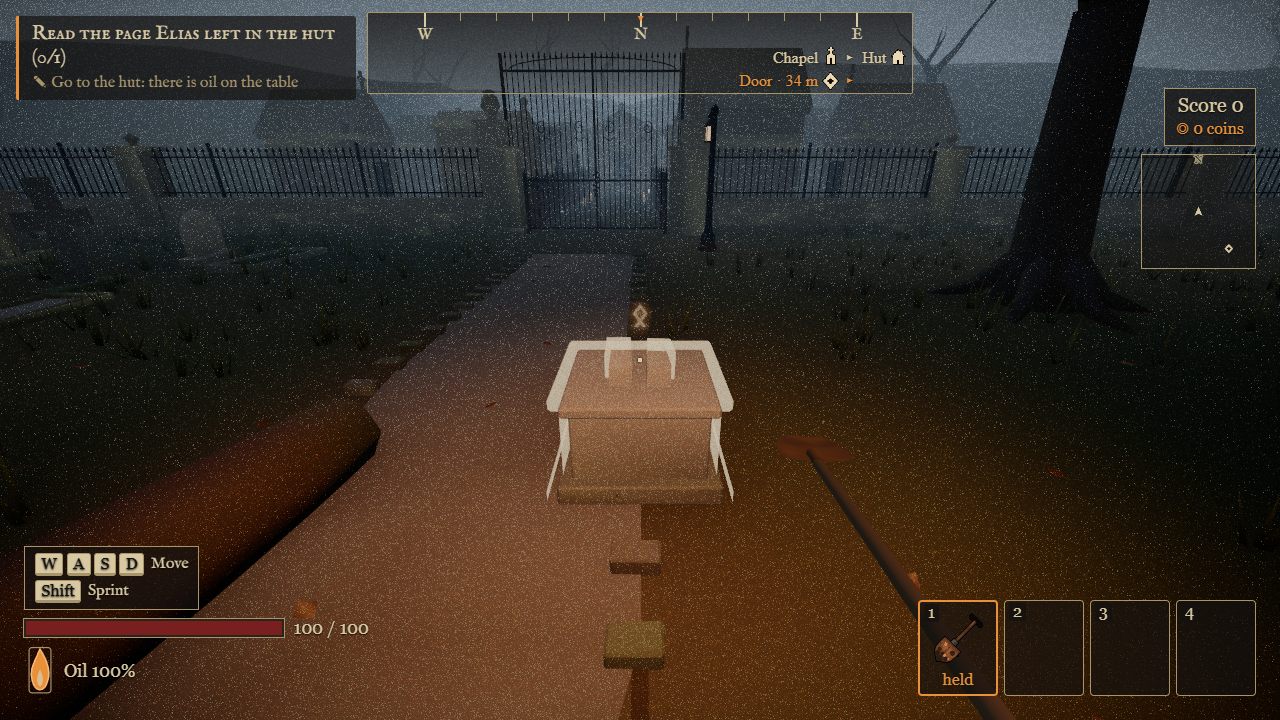 Read the page Elias left in the hut
(0/1)
Go to the hut: there is oil on the table
W N E
Chapel Hut
Door · 34 m
Score 0
0 coins
W A S D Move
Shift Sprint
100 / 100
Oil 100%
1 2 3 4
held